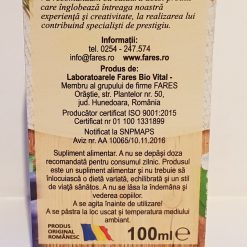 care înglobează întreaga noastră
experiență și creativitate, la realizarea lui
contribuind specialiști de prestigiu.
Informații:
tel. 0254 - 247.574
info@fares.ro www.fares.ro
Produs de:
Laboratoarele Fares Bio Vital -
Membru al grupului de firme FARES
Orăștie, str. Plantelor nr. 50,
jud. Hunedoara, România
Producător certificat ISO 9001:2015
Certificat nr 01 100 1331899
Notificat la SNPMAPS
Aviz nr. AA 10065/10.11.2016
Supliment alimentar. A nu se depăși doza
recomandată pentru consumul zilnic. Produsul
este un supliment alimentar și nu trebuie să
înlocuiască o dietă variată, echilibrată și un stil
de viață sănătos. A nu se lăsa la îndemâna și
vederea copiilor.
A se agita înainte de utilizare!
A se păstra la loc uscat și temperatura mediului
ambiant.
PRODUS
ORIGINAL
ROMÂNESC
100ml e